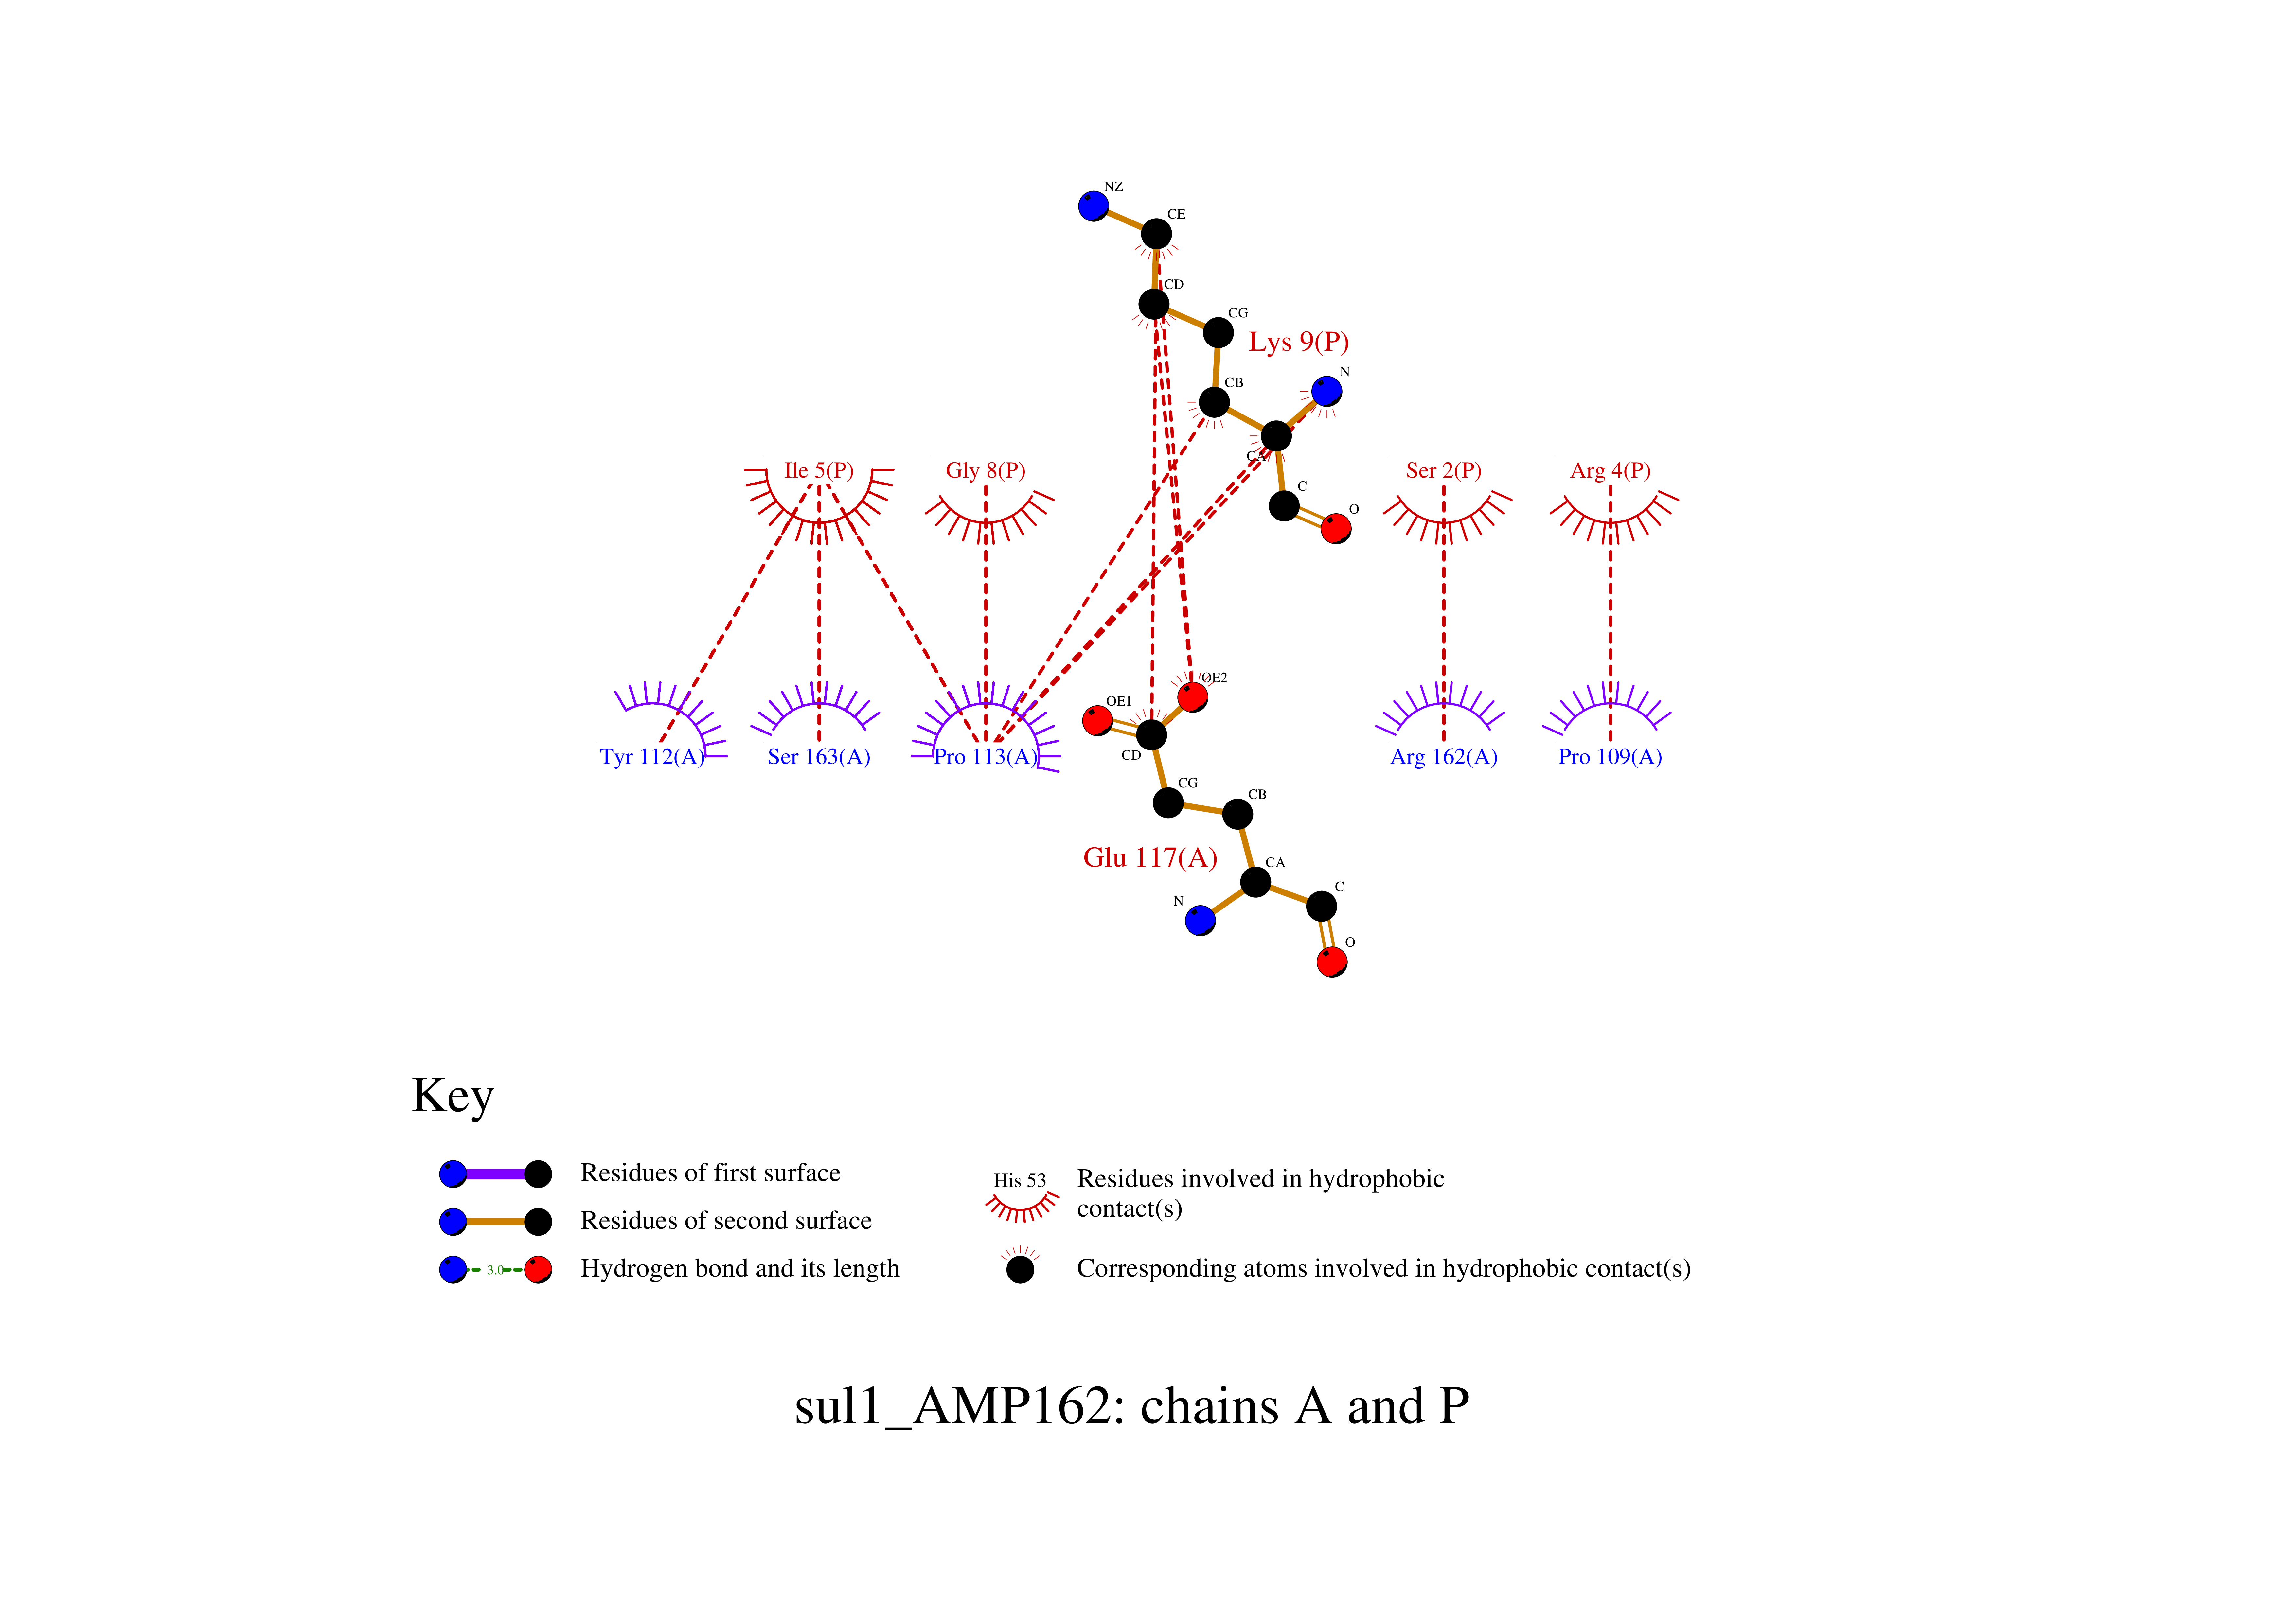 NZ
CE
CD
CG
Lys 9(P)
N
CB
CA
Ile 5(P)
Gly 8(P)
Ser 2(P)
Arg 4(P)
C
O
OE2
OE1
CD
Tyr 112(A)
Ser 163(A)
Pro 113(A)
Arg 162(A)
Pro 109(A)
CG
CB
Glu 117(A)
CA
C
N
O
Key
Residues of first surface
Residues of second surface
3.0
Hydrogen bond and its length
His 53
Residues involved in hydrophobic
contact(s)
Corresponding atoms involved in hydrophobic contact(s)
sul1_AMP162: chains A and P